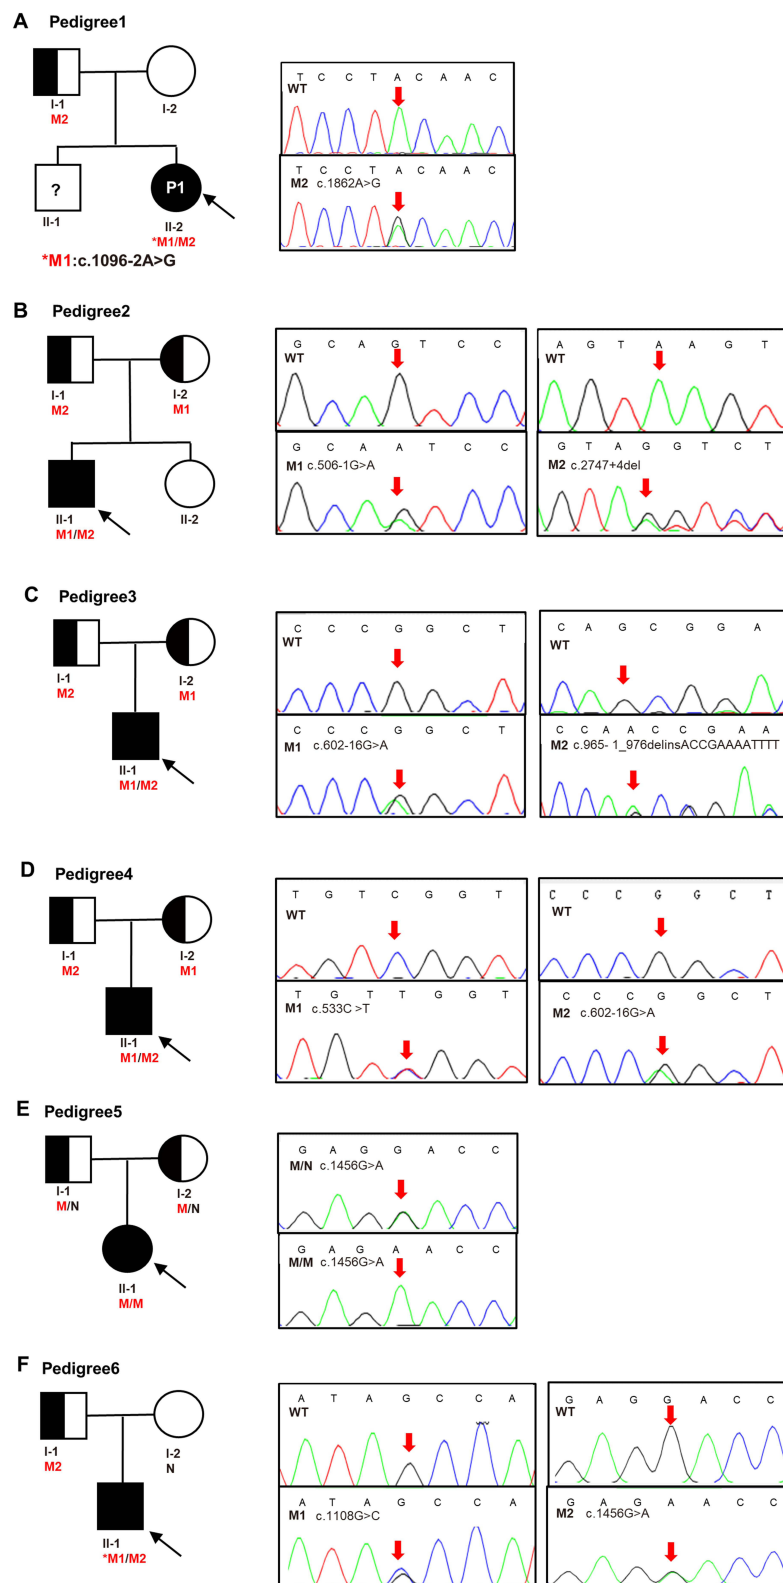 A Pedigree1
I-1
M2
I-2
?
II-1
P1
II-2
*M1/M2
*M1:c.1096-2A>G
T C C T A C A A C
WT
T C C T A C A A C
M2 c.1862A>G
B Pedigree2
I-1
M2
I-2
M1
II-1
M1/M2
II-2
G C A G T C C
WT
G C A A T C C
M1 c.506-1G>A
A G T A A G T
WT
G T A G G T C T
M2 c.2747+4del
C Pedigree3
I-1
M2
I-2
M1
II-1
M1/M2
C C C G G C T
WT
C C C G G C T
M1 c.602-16G>A
C A G C G G A
WT
C C A A C C G A A
M2 c.965- 1_976delinsACCGAAAATTTT
D Pedigree4
I-1
M2
I-2
M1
II-1
M1/M2
T G T C G G T
WT
T G T T G G T
M1 c.533C >T
C C C G G C T
WT
C C C G G C T
M2 c.602-16G>A
E Pedigree5
I-1
M/N
I-2
M/N
II-1
M/M
G A G G A C C
M/N c.1456G>A
G A G A A C C
M/M c.1456G>A
F Pedigree6
I-1
M2
I-2
N
II-1
*M1/M2
A T A G C C A
WT
A T A G C C A
M1 c.1108G>C
G A G G A C C
WT
G A G A A C C
M2 c.1456G>A